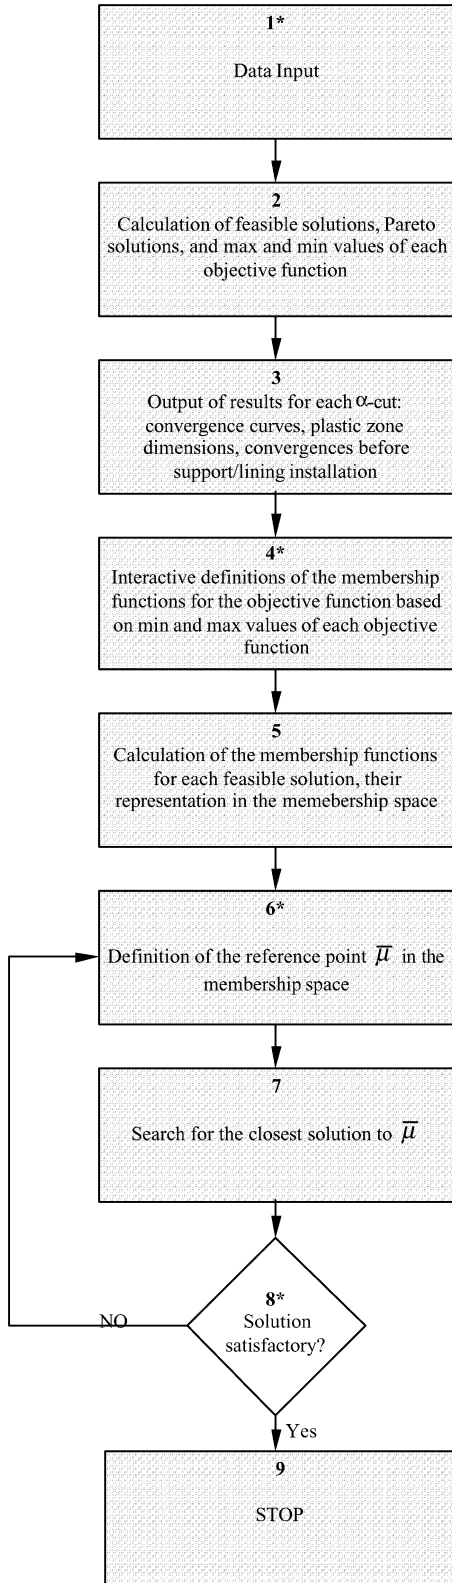 1*
Data Input
2
Calculation of feasible solutions, Pareto
solutions, and max and min values of each
objective function
3
Output of results for each α-cut:
convergence curves, plastic zone
dimensions, convergences before
support/lining installation
4*
Interactive definitions of the membership
functions for the objective function based
on min and max values of each objective
function
5
Calculation of the membership functions
for each feasible solution, their
representation in the memebership space
6*
Definition of the reference point μ̅ in the
membership space
7
Search for the closest solution to μ̅
8*
Solution
satisfactory?
NO
Yes
9
STOP